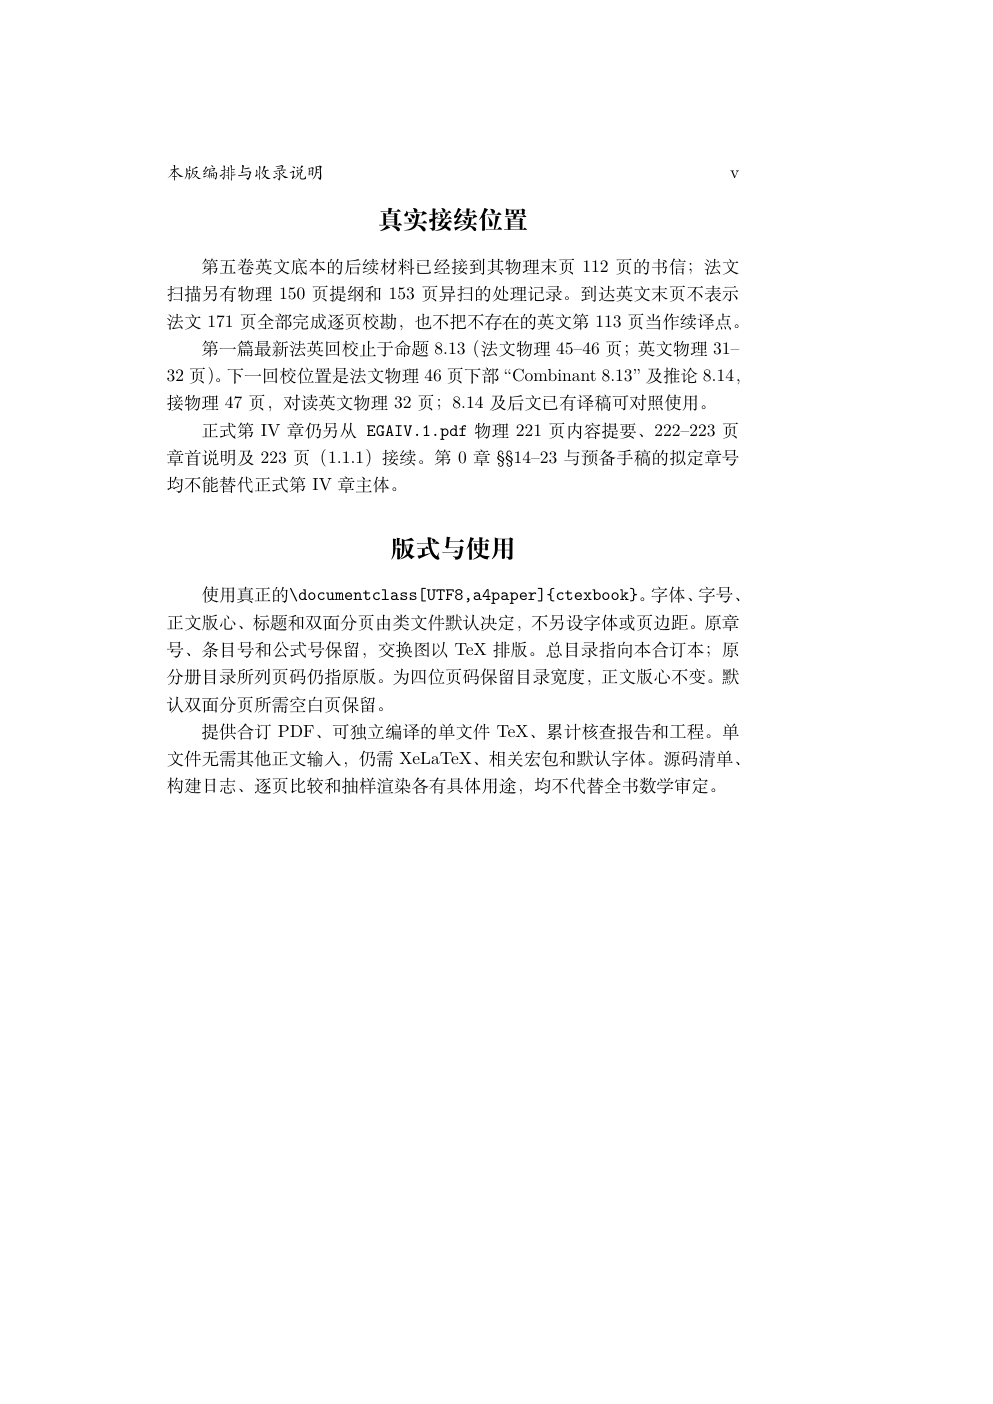 本版编排与收录说明 v
真实接续位置
第五卷英文底本的后续材料已经接到其物理末页 112 页的书信；法文
扫描另有物理 150 页提纲和 153 页异扫的处理记录。到达英文末页不表示
法文 171 页全部完成逐页校勘，也不把不存在的英文第 113 页当作续译点。
第一篇最新法英回校止于命题 8.13（法文物理 45–46 页；英文物理 31–
32 页）。下一回校位置是法文物理 46 页下部 “Combinant 8.13” 及推论 8.14，
接物理 47 页，对读英文物理 32 页；8.14 及后文已有译稿可对照使用。
正式第 IV 章仍另从 EGAIV.1.pdf 物理 221 页内容提要、222–223 页
章首说明及 223 页（1.1.1）接续。第 0 章 §§14–23 与预备手稿的拟定章号
均不能替代正式第 IV 章主体。
版式与使用
使用真正的\documentclass[UTF8,a4paper]{ctexbook}。字体、字号、
正文版心、标题和双面分页由类文件默认决定，不另设字体或页边距。原章
号、条目号和公式号保留，交换图以 TeX 排版。总目录指向本合订本；原
分册目录所列页码仍指原版。为四位页码保留目录宽度，正文版心不变。默
认双面分页所需空白页保留。
提供合订 PDF、可独立编译的单文件 TeX、累计核查报告和工程。单
文件无需其他正文输入，仍需 XeLaTeX、相关宏包和默认字体。源码清单、
构建日志、逐页比较和抽样渲染各有具体用途，均不代替全书数学审定。